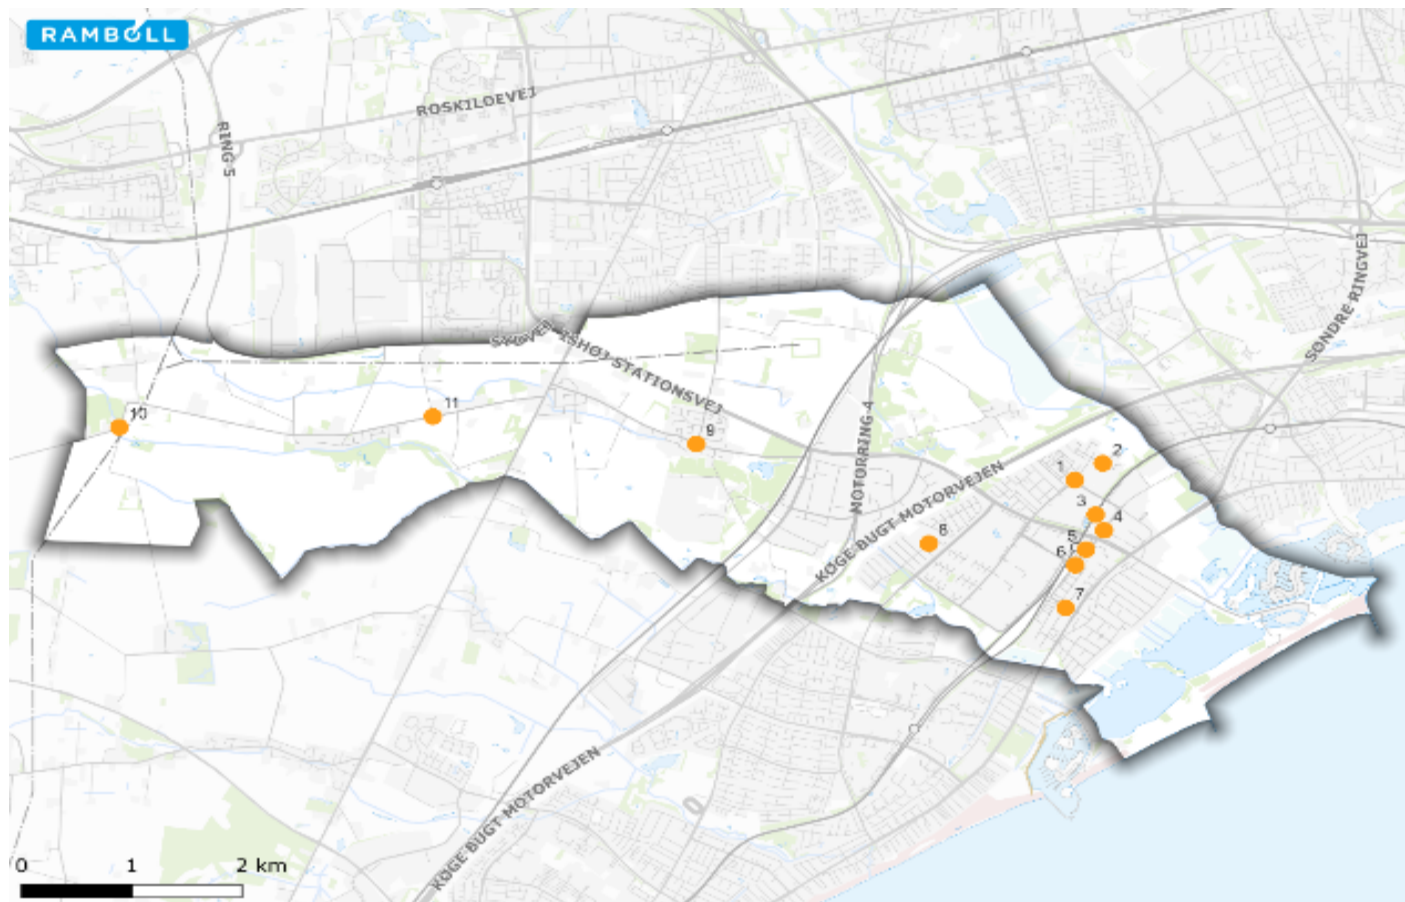 RAMBOLL
ROSKILDEVEJ
RING 5
SØNDRE RINGVEJ
ISHØJ STATIONSVEJ
MOTORRING 4
KØGE BUGT MOTORVEJEN
10
11
9
1
2
3
4
5
6
7
8
KØGE BUGT MOTORVEJEN
0 1 2 km